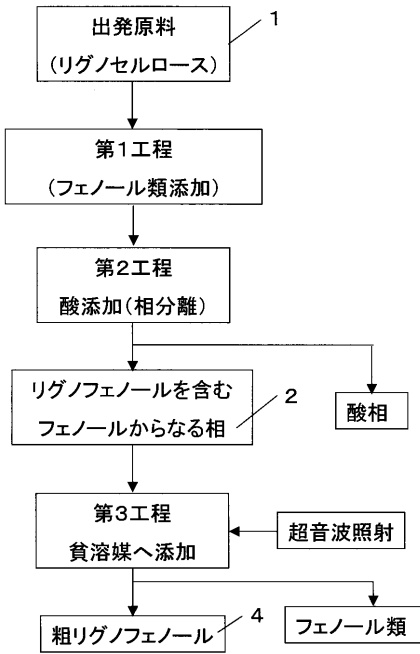 出発原料
(リグノセルロース)
1
第1工程
(フェノール類添加)
第2工程
酸添加(相分離)
リグノフェノールを含む
フェノールからなる相
2
酸相
第3工程
貧溶媒へ添加
超音波照射
粗リグノフェノール
4
フェノール類